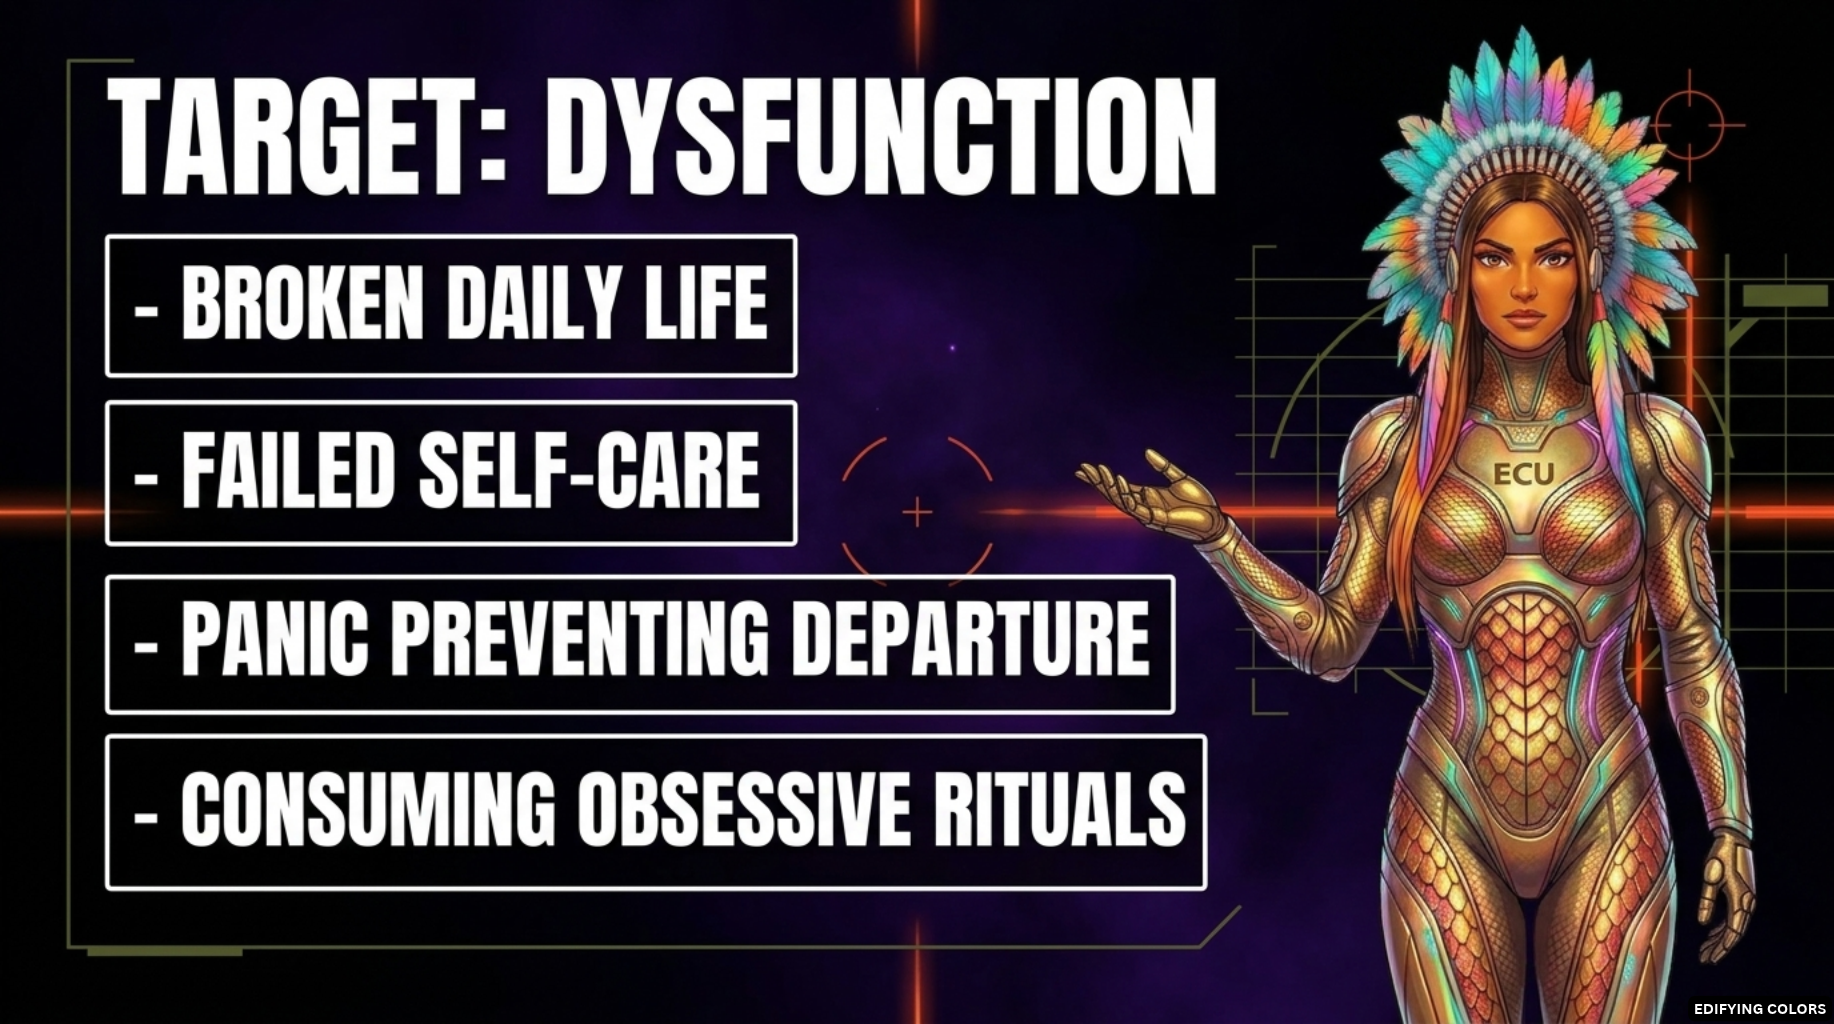 TARGET: DYSFUNCTION
- BROKEN DAILY LIFE
- FAILED SELF-CARE
- PANIC PREVENTING DEPARTURE
- CONSUMING OBSESSIVE RITUALS
ECU
EDIFYING COLORS